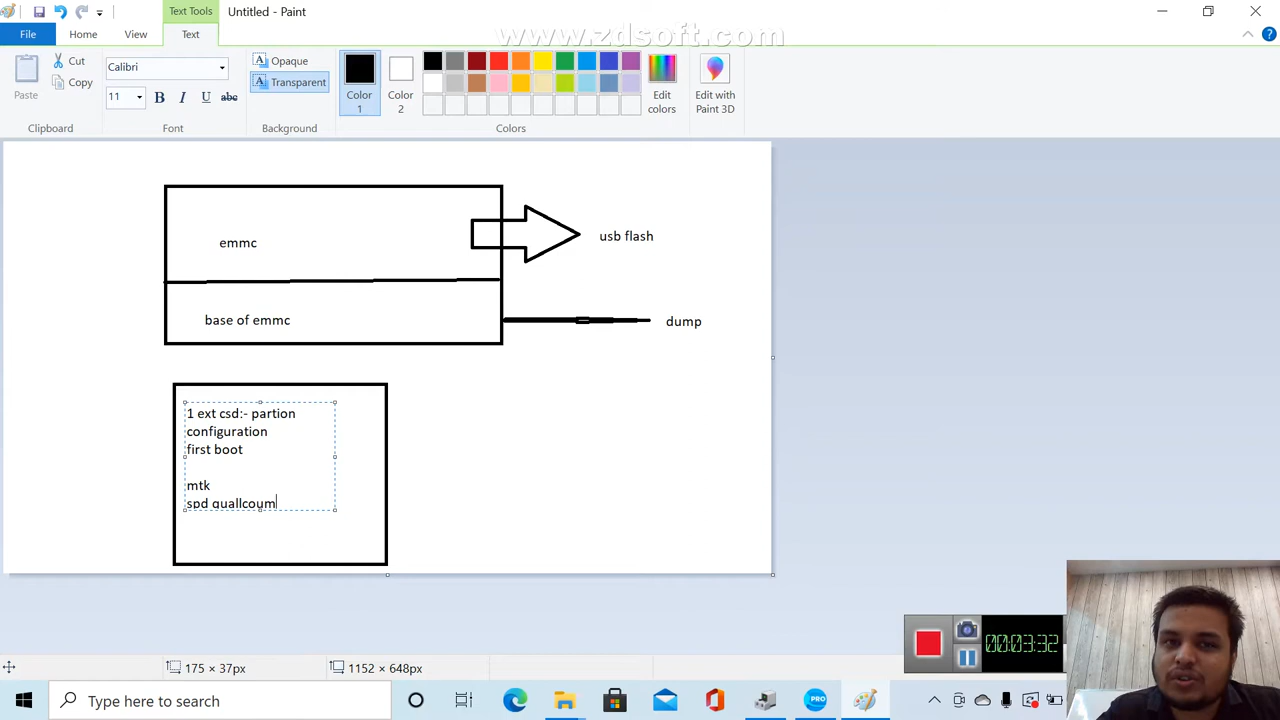 Text Tools
Untitled - Paint
www.zdsoft.com
File
Home
View
Text
Paste
Cut
Copy
Clipboard
Calibri
11
B I U abc
Font
Opaque
Transparent
Background
Color 1
Color 2
Edit colors
Colors
Edit with Paint 3D
emmc
usb flash
base of emmc
dump
1 ext csd:- partion
configuration
first boot
mtk
spd quallcoum
00:03:32
175 × 37px
1152 × 648px
Type here to search
PRO